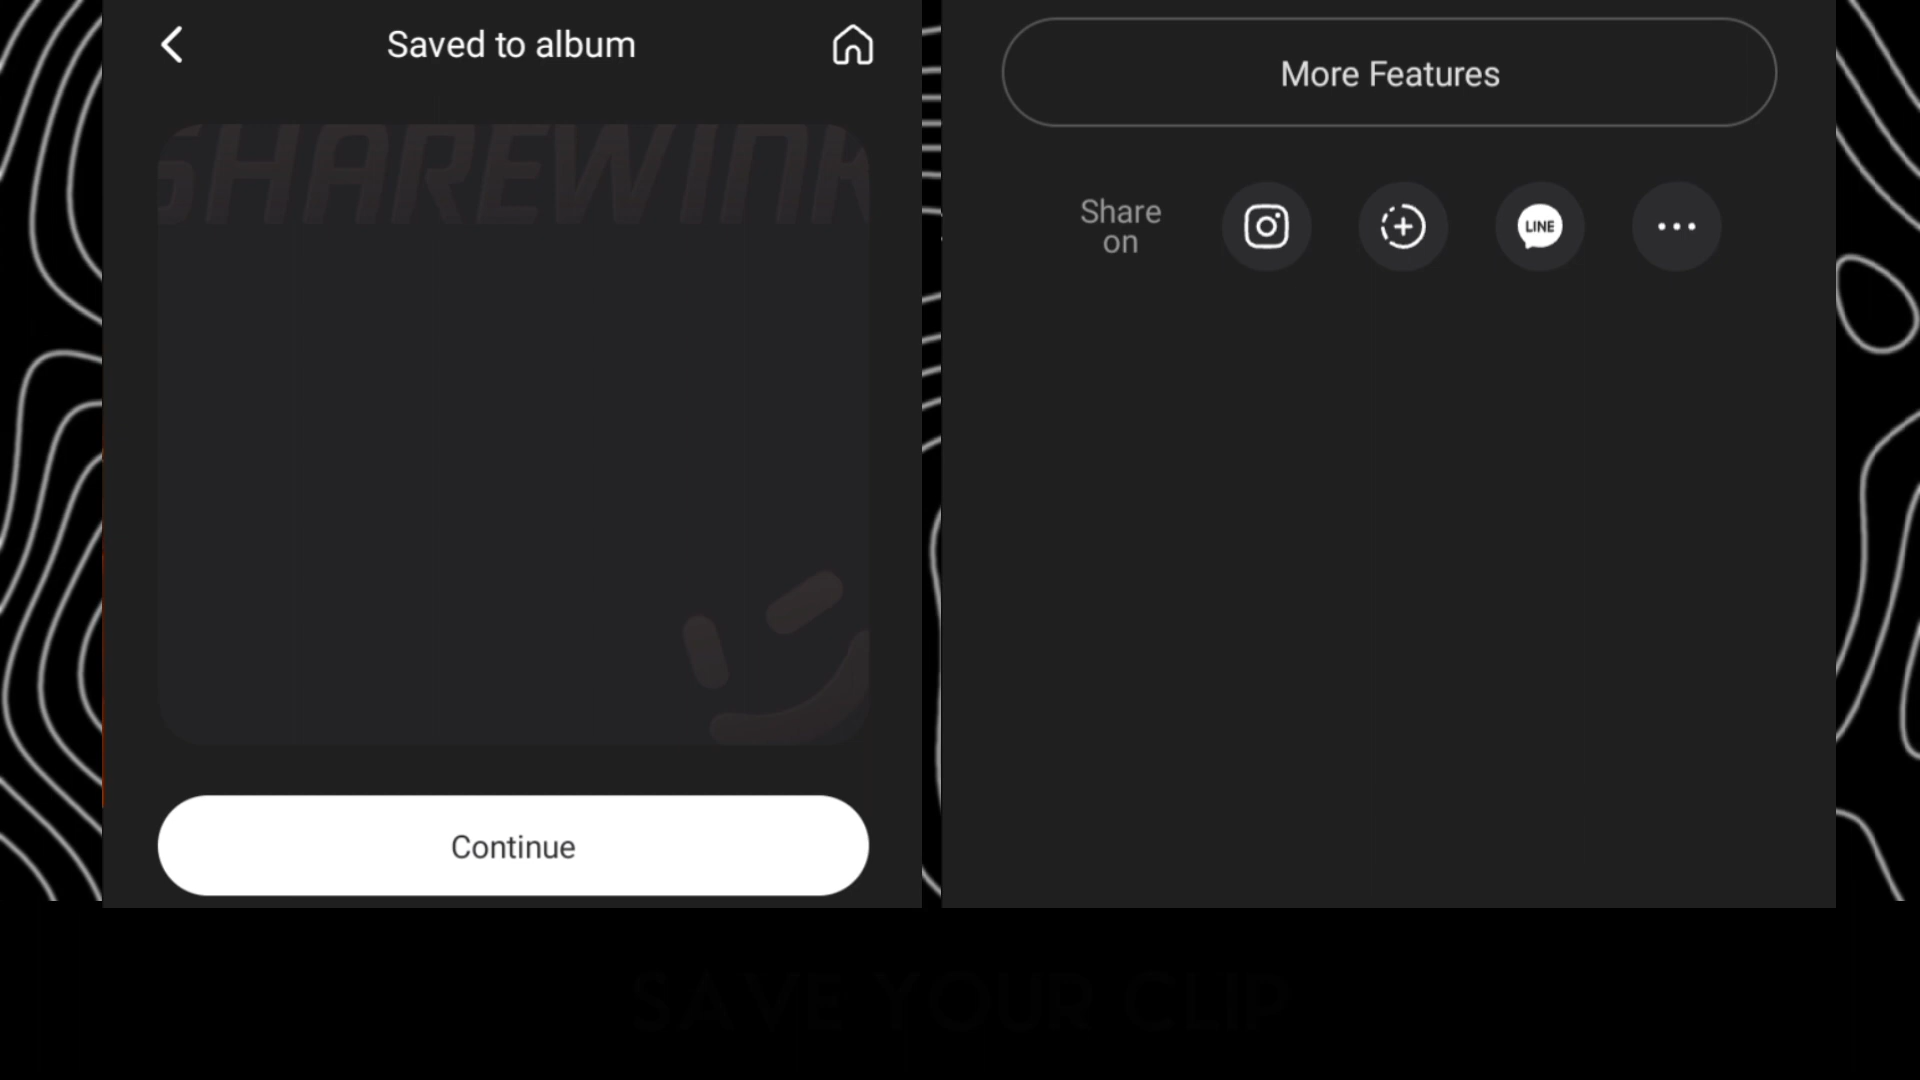 Saved to album
SHAREWINK
Continue
More Features
Share
on
LINE
SAVE YOUR CLIP